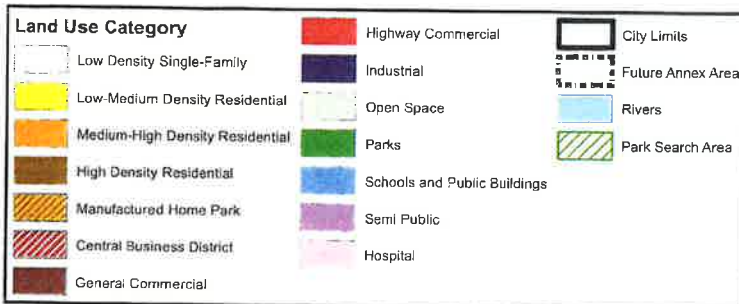 Land Use Category
Low Density Single-Family
Low-Medium Density Residential
Medium-High Density Residential
High Density Residential
Manufactured Home Park
Central Business District
General Commercial
Highway Commercial
Industrial
Open Space
Parks
Schools and Public Buildings
Semi Public
Hospital
City Limits
Future Annex Area
Rivers
Park Search Area